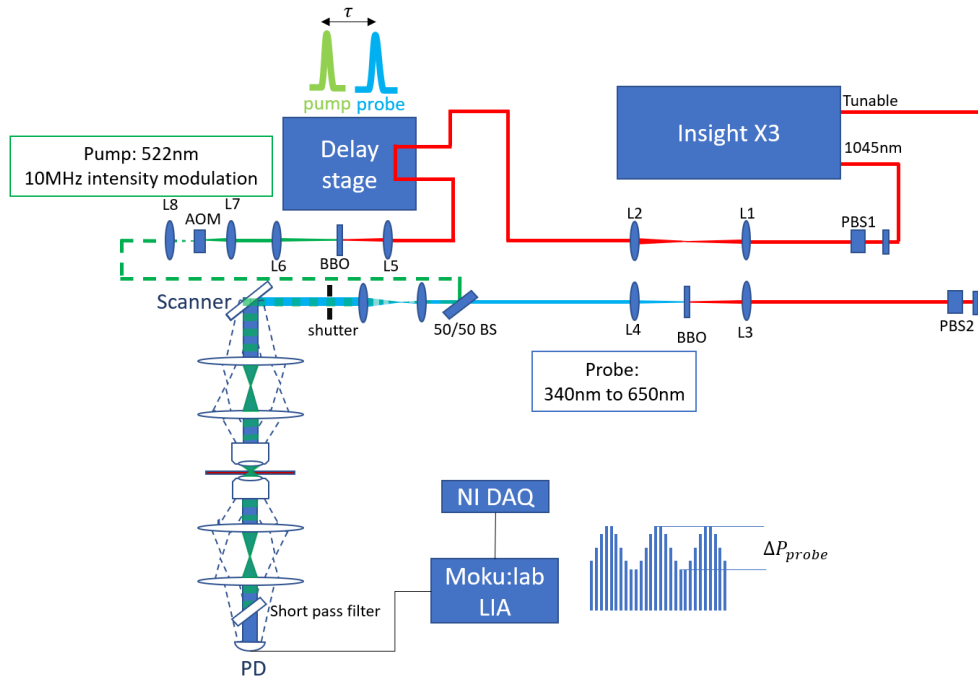 τ
pump
probe
Delay
stage
Insight X3
Tunable
1045nm
Pump: 522nm
10MHz intensity modulation
L8
AOM
L7
L6
BBO
L5
L2
L1
PBS1
Scanner
shutter
50/50 BS
L4
BBO
L3
PBS2
Probe:
340nm to 650nm
NI DAQ
Moku:lab
LIA
ΔP_probe
Short pass filter
PD